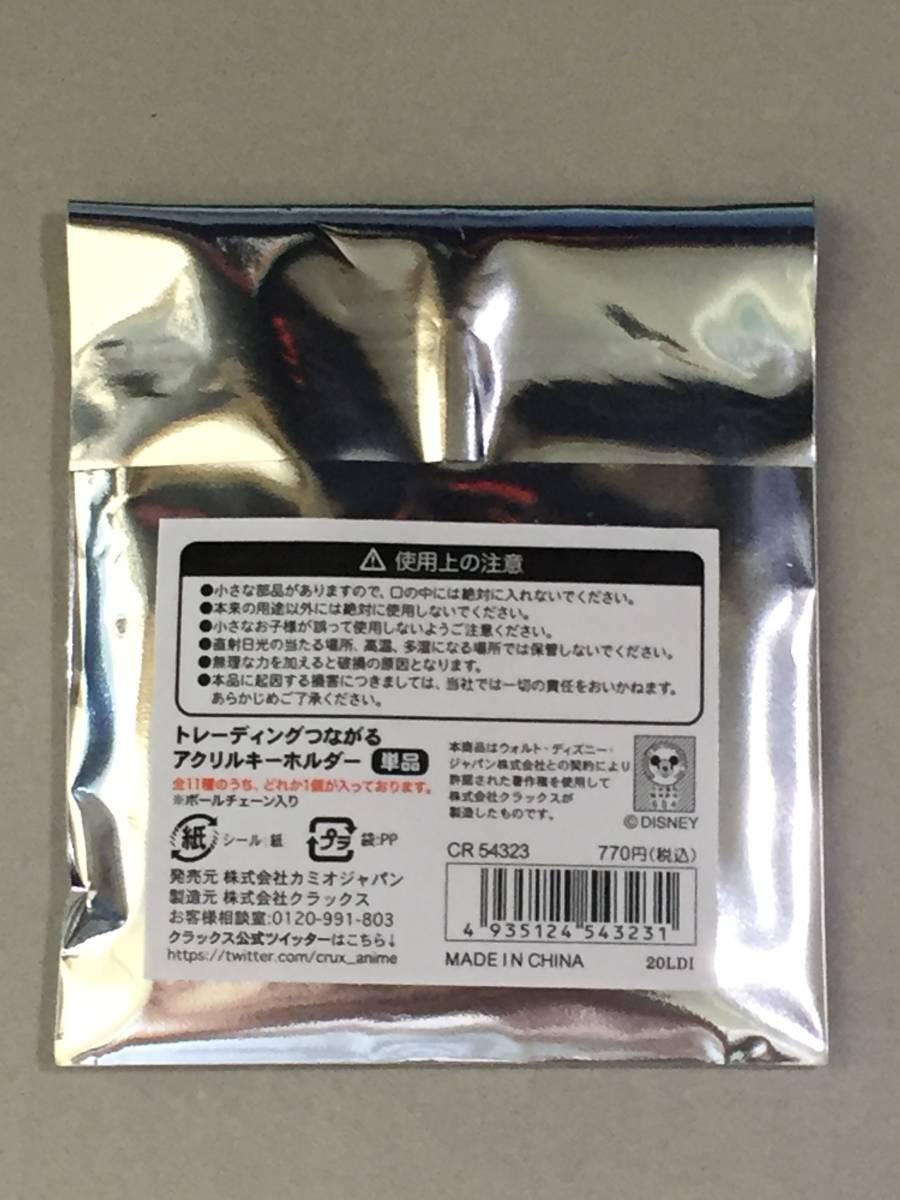 ⚠ 使用上の注意
●小さな部品がありますので、口の中には絶対に入れないでください。
●本来の用途以外には絶対に使用しないでください。
●小さなお子様が誤って使用しないようご注意ください。
●直射日光の当たる場所、高温、多湿になる場所では保管しないでください。
●無理な力を加えると破損の原因となります。
●本品に起因する損害につきましては、当社では一切の責任をおいかねます。
あらかじめご了承ください。
トレーディングつながる
アクリルキーホルダー 単品
全11種のうち、どれか1個が入っております。
※ボールチェーン入り
紙 シール:紙 プラ 袋:PP
発売元 株式会社カミオジャパン
製造元 株式会社クラックス
お客様相談室:0120-991-803
クラックス公式ツイッターはこちら↓
https://twitter.com/crux_anime
本商品はウォルト・ディズニー・
ジャパン株式会社との契約により
許諾された著作権を使用して
株式会社クラックスが
製造したものです。
©DISNEY
CR 54323 770円(税込)
4 935124 543231
MADE IN CHINA 20LDI